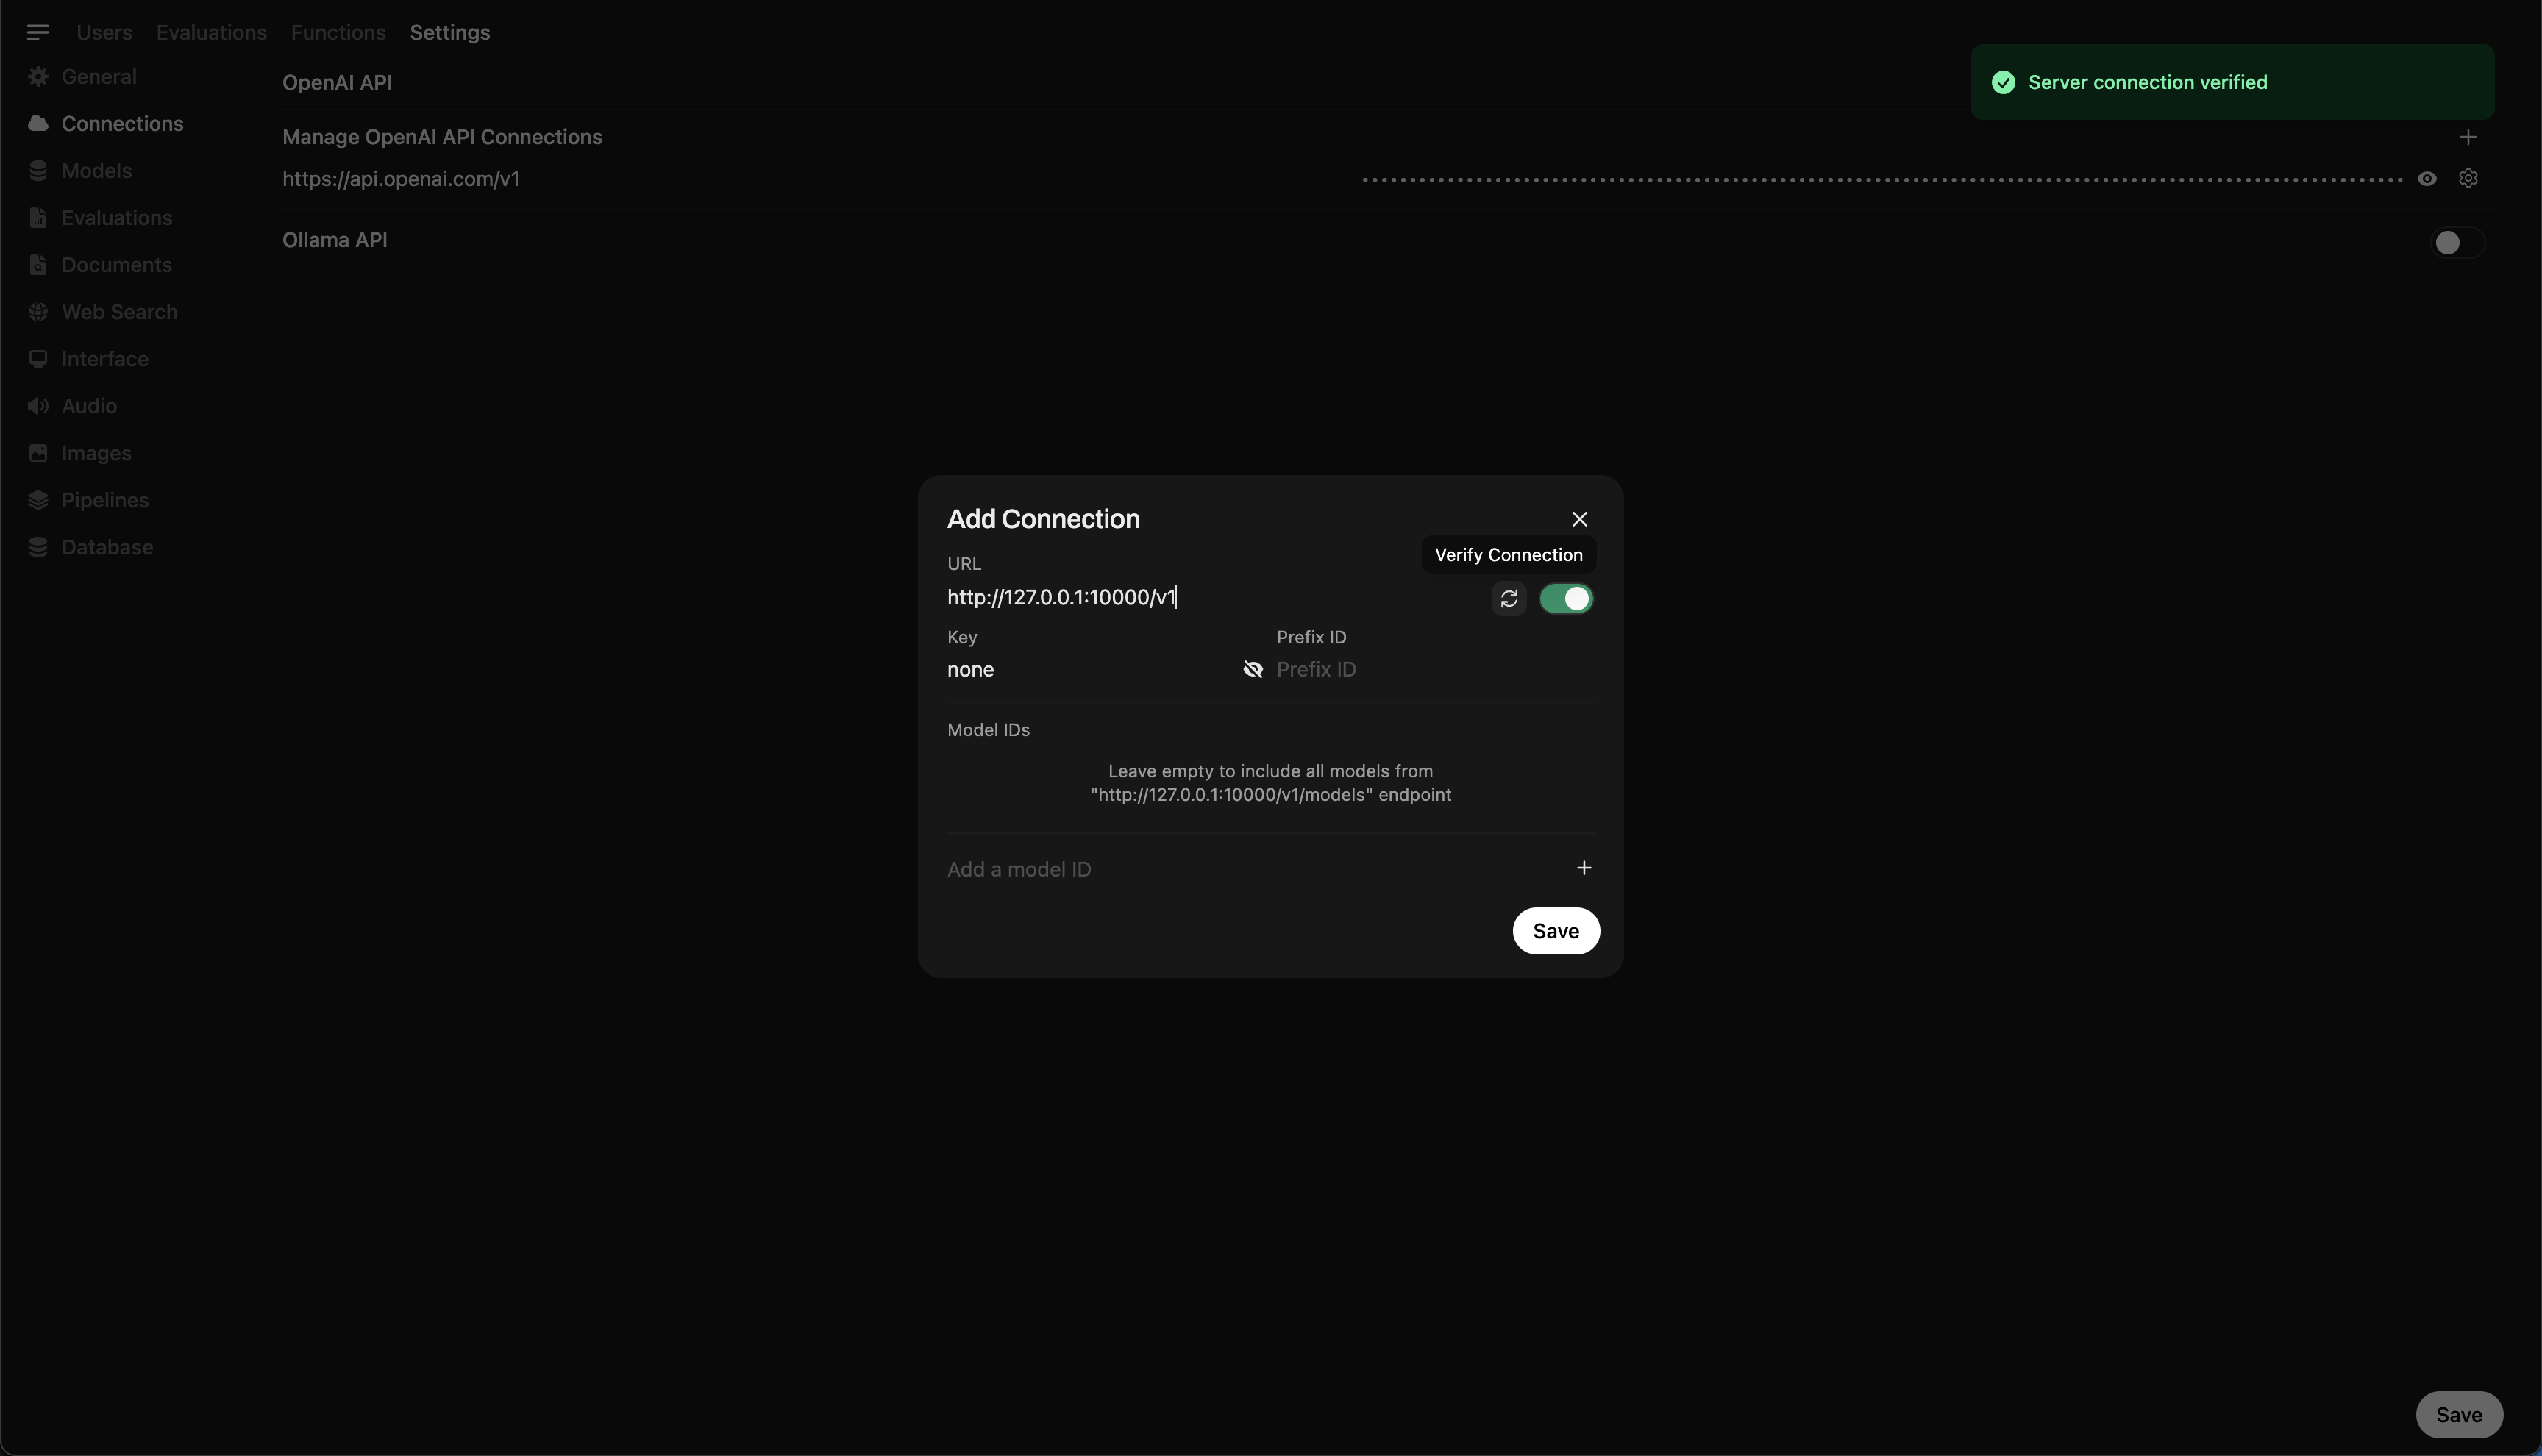 Users Evaluations Functions Settings
General
Connections
Models
Evaluations
Documents
Web Search
Interface
Audio
Images
Pipelines
Database
OpenAI API
Server connection verified
Manage OpenAI API Connections
https://api.openai.com/v1
Ollama API
Add Connection
Verify Connection
URL
http://127.0.0.1:10000/v1
Key Prefix ID
none Prefix ID
Model IDs
Leave empty to include all models from
"http://127.0.0.1:10000/v1/models" endpoint
Add a model ID
Save
Save